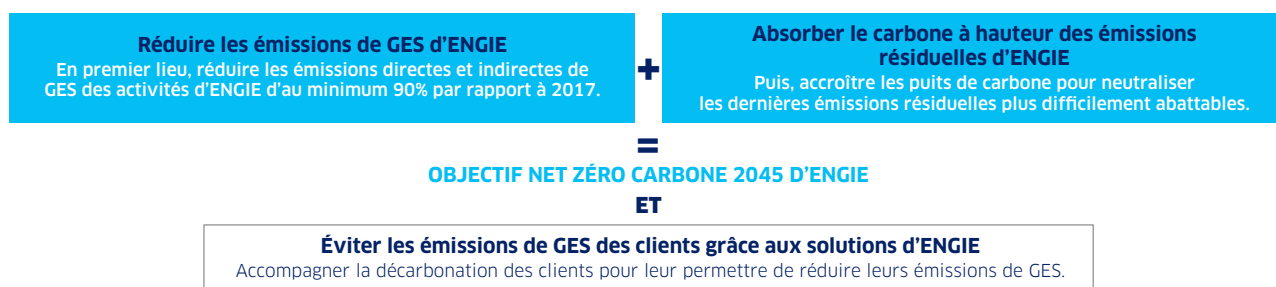 Réduire les émissions de GES d'ENGIE
En premier lieu, réduire les émissions directes et indirectes de
GES des activités d'ENGIE d'au minimum 90% par rapport à 2017.
+
Absorber le carbone à hauteur des émissions
résiduelles d'ENGIE
Puis, accroître les puits de carbone pour neutraliser
les dernières émissions résiduelles plus difficilement abattables.
=
OBJECTIF NET ZÉRO CARBONE 2045 D'ENGIE
ET
Éviter les émissions de GES des clients grâce aux solutions d'ENGIE
Accompagner la décarbonation des clients pour leur permettre de réduire leurs émissions de GES.